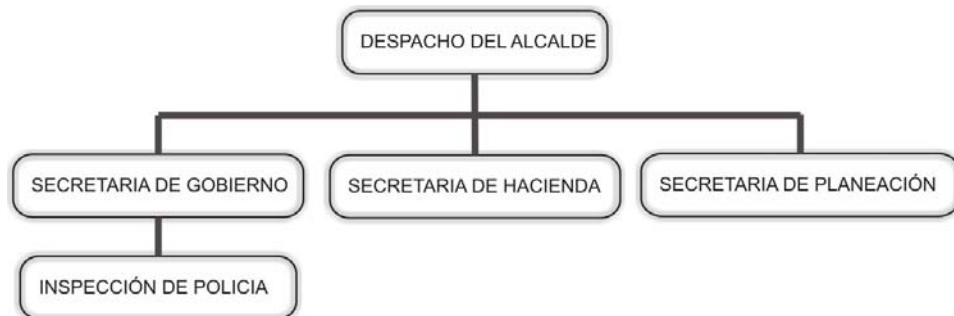 DESPACHO DEL ALCALDE
SECRETARIA DE GOBIERNO
SECRETARIA DE HACIENDA
SECRETARIA DE PLANEACIÓN
INSPECCIÓN DE POLICIA